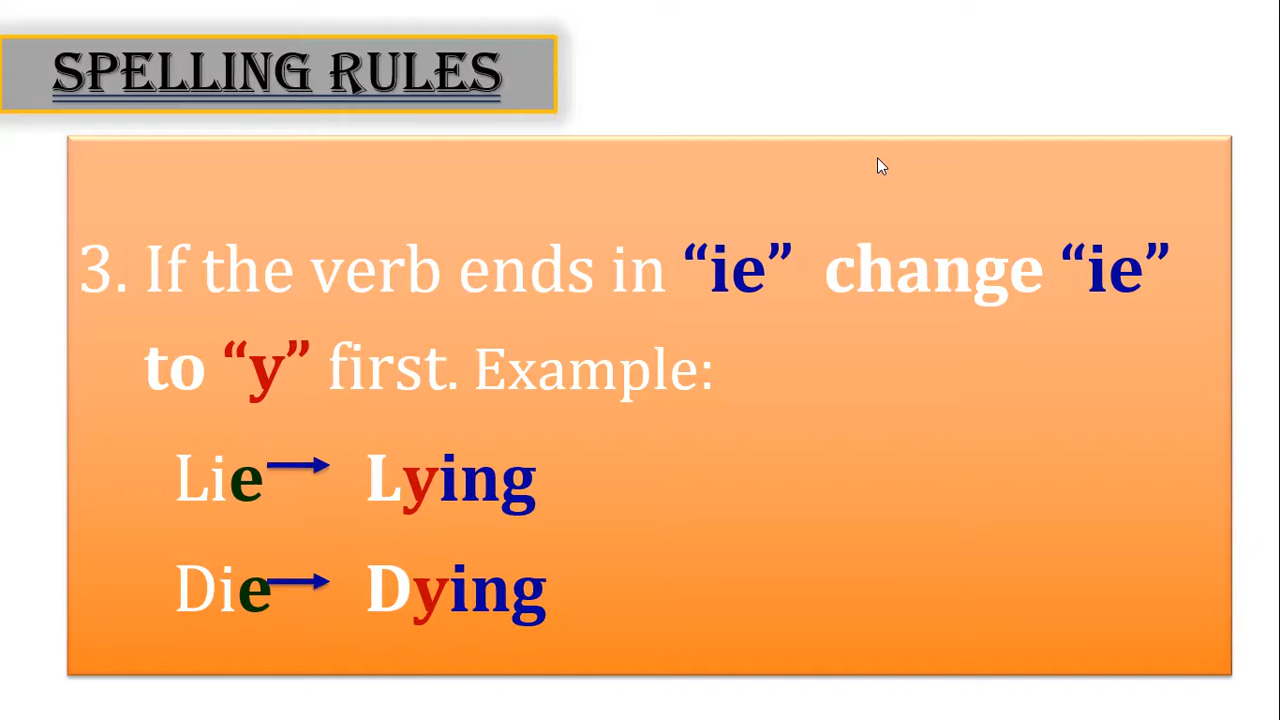 SPELLING RULES
3. If the verb ends in “ie” change “ie”
to “y” first. Example:
Lie Lying
Die Dying